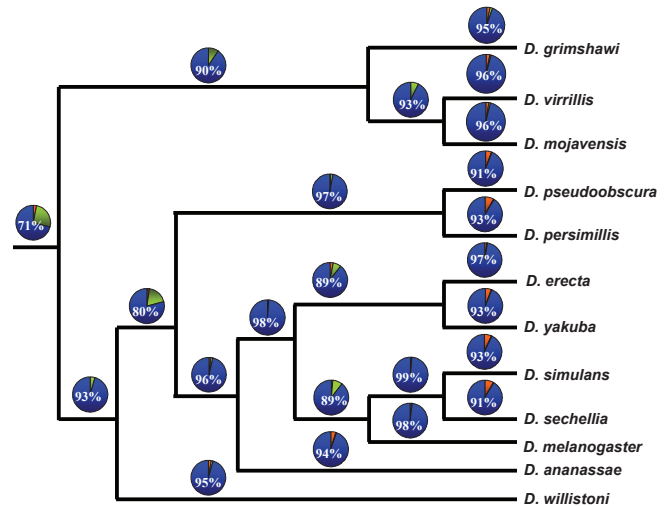 95%
D. grimshawi
90%
96%
93%
D. virrillis
96%
D. mojavensis
91%
97%
D. pseudoobscura
93%
71%
D. persimillis
97%
89%
D. erecta
80%
98%
93%
D. yakuba
93%
99%
D. simulans
96%
93%
89%
91%
98%
D. sechellia
D. melanogaster
94%
D. ananassae
95%
D. willistoni